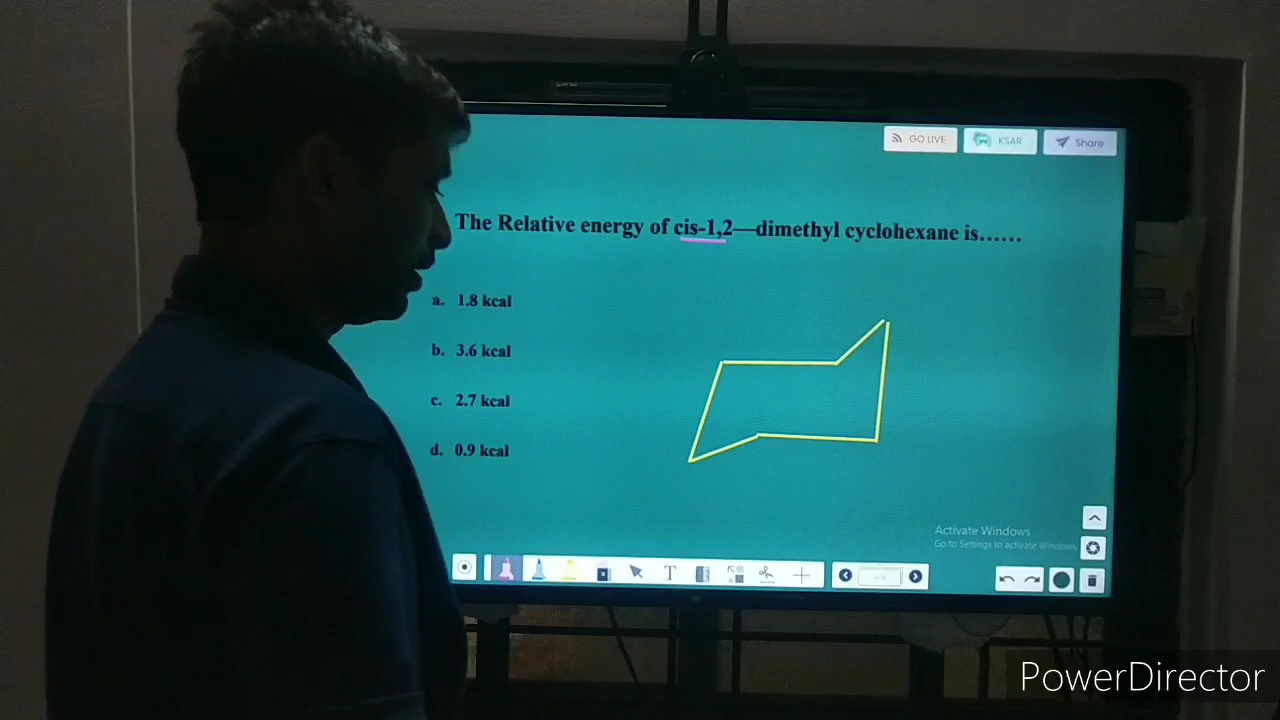 GO LIVE
KSAR
Share
The Relative energy of cis-1,2—dimethyl cyclohexane is......
a. 1.8 kcal
b. 3.6 kcal
c. 2.7 kcal
d. 0.9 kcal
Activate Windows
Go to Settings to activate Windows.
T
PowerDirector